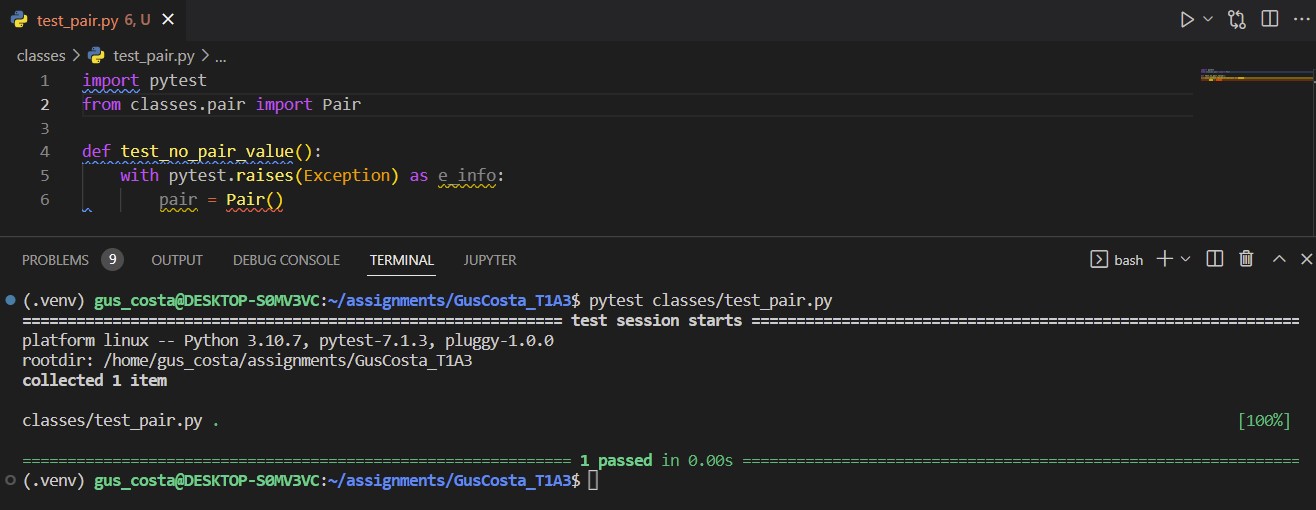 test_pair.py 6, U
classes > test_pair.py > ...
1 import pytest
2 from classes.pair import Pair
3
4 def test_no_pair_value():
5     with pytest.raises(Exception) as e_info:
6         pair = Pair()
PROBLEMS 9 OUTPUT DEBUG CONSOLE TERMINAL JUPYTER bash
(.venv) gus_costa@DESKTOP-S0MV3VC:~/assignments/GusCosta_T1A3$ pytest classes/test_pair.py
============================================================= test session starts ==============================================================
platform linux -- Python 3.10.7, pytest-7.1.3, pluggy-1.0.0
rootdir: /home/gus_costa/assignments/GusCosta_T1A3
collected 1 item
classes/test_pair.py . [100%]
============================================================== 1 passed in 0.00s ===============================================================
(.venv) gus_costa@DESKTOP-S0MV3VC:~/assignments/GusCosta_T1A3$